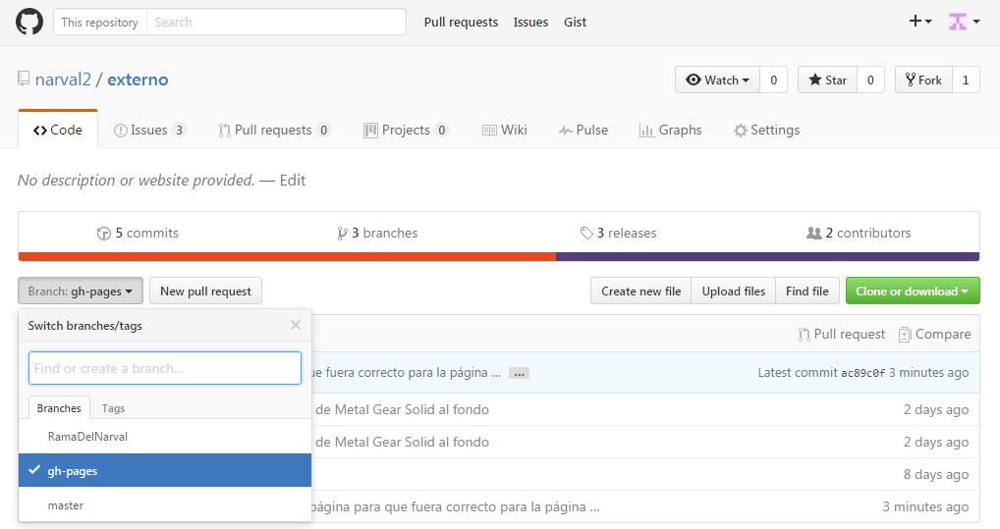 This repository Search Pull requests Issues Gist
narval2 / externo Watch 0 Star 0 Fork 1
Code Issues 3 Pull requests 0 Projects 0 Wiki Pulse Graphs Settings
No description or website provided. — Edit
5 commits 3 branches 3 releases 2 contributors
Branch: gh-pages New pull request Create new file Upload files Find file Clone or download
Switch branches/tags Pull request Compare
Find or create a branch...
fuera correcto para la página ... ... Latest commit ac89c0f 3 minutes ago
Branches Tags de Metal Gear Solid al fondo 2 days ago
RamaDelNarval de Metal Gear Solid al fondo 2 days ago
gh-pages 8 days ago
master página para que fuera correcto para la página ... 3 minutes ago